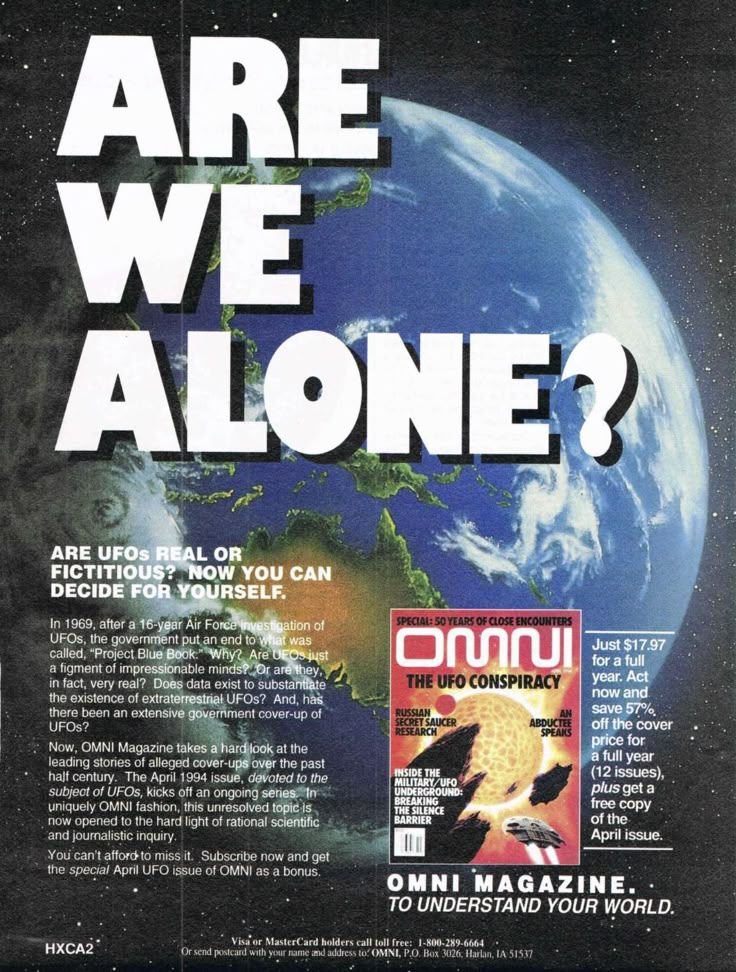 ARE
WE
ALONE?
ARE UFOs REAL OR
FICTITIOUS? NOW YOU CAN
DECIDE FOR YOURSELF.
In 1969, after a 16-year Air Force investigation of
UFOs, the government put an end to what was
called, "Project Blue Book." Why? Are UFOs just
a figment of impressionable minds? Or are they,
in fact, very real? Does data exist to substantiate
the existence of extraterrestrial UFOs? And, has
there been an extensive government cover-up of
UFOs?
Now, OMNI Magazine takes a hard look at the
leading stories of alleged cover-ups over the past
half century. The April 1994 issue, devoted to the
subject of UFOs, kicks off an ongoing series. In
uniquely OMNI fashion, this unresolved topic is
now opened to the hard light of rational scientific
and journalistic inquiry.
You can't afford to miss it. Subscribe now and get
the special April UFO issue of OMNI as a bonus.
SPECIAL: 50 YEARS OF CLOSE ENCOUNTERS
OMNI
THE UFO CONSPIRACY
RUSSIAN
SECRET SAUCER
RESEARCH
AN
ABDUCTEE
SPEAKS
INSIDE THE
MILITARY/UFO
UNDERGROUND:
BREAKING
THE SILENCE
BARRIER
Just $17.97
for a full
year. Act
now and
save 57%,
off the cover
price for
a full year
(12 issues),
plus get a
free copy
of the
April issue.
OMNI MAGAZINE.
TO UNDERSTAND YOUR WORLD.
HXCA2
Visa or MasterCard holders call toll free: 1-800-289-6664
Or send postcard with your name and address to: OMNI, P.O. Box 3026, Harlan, IA 51537